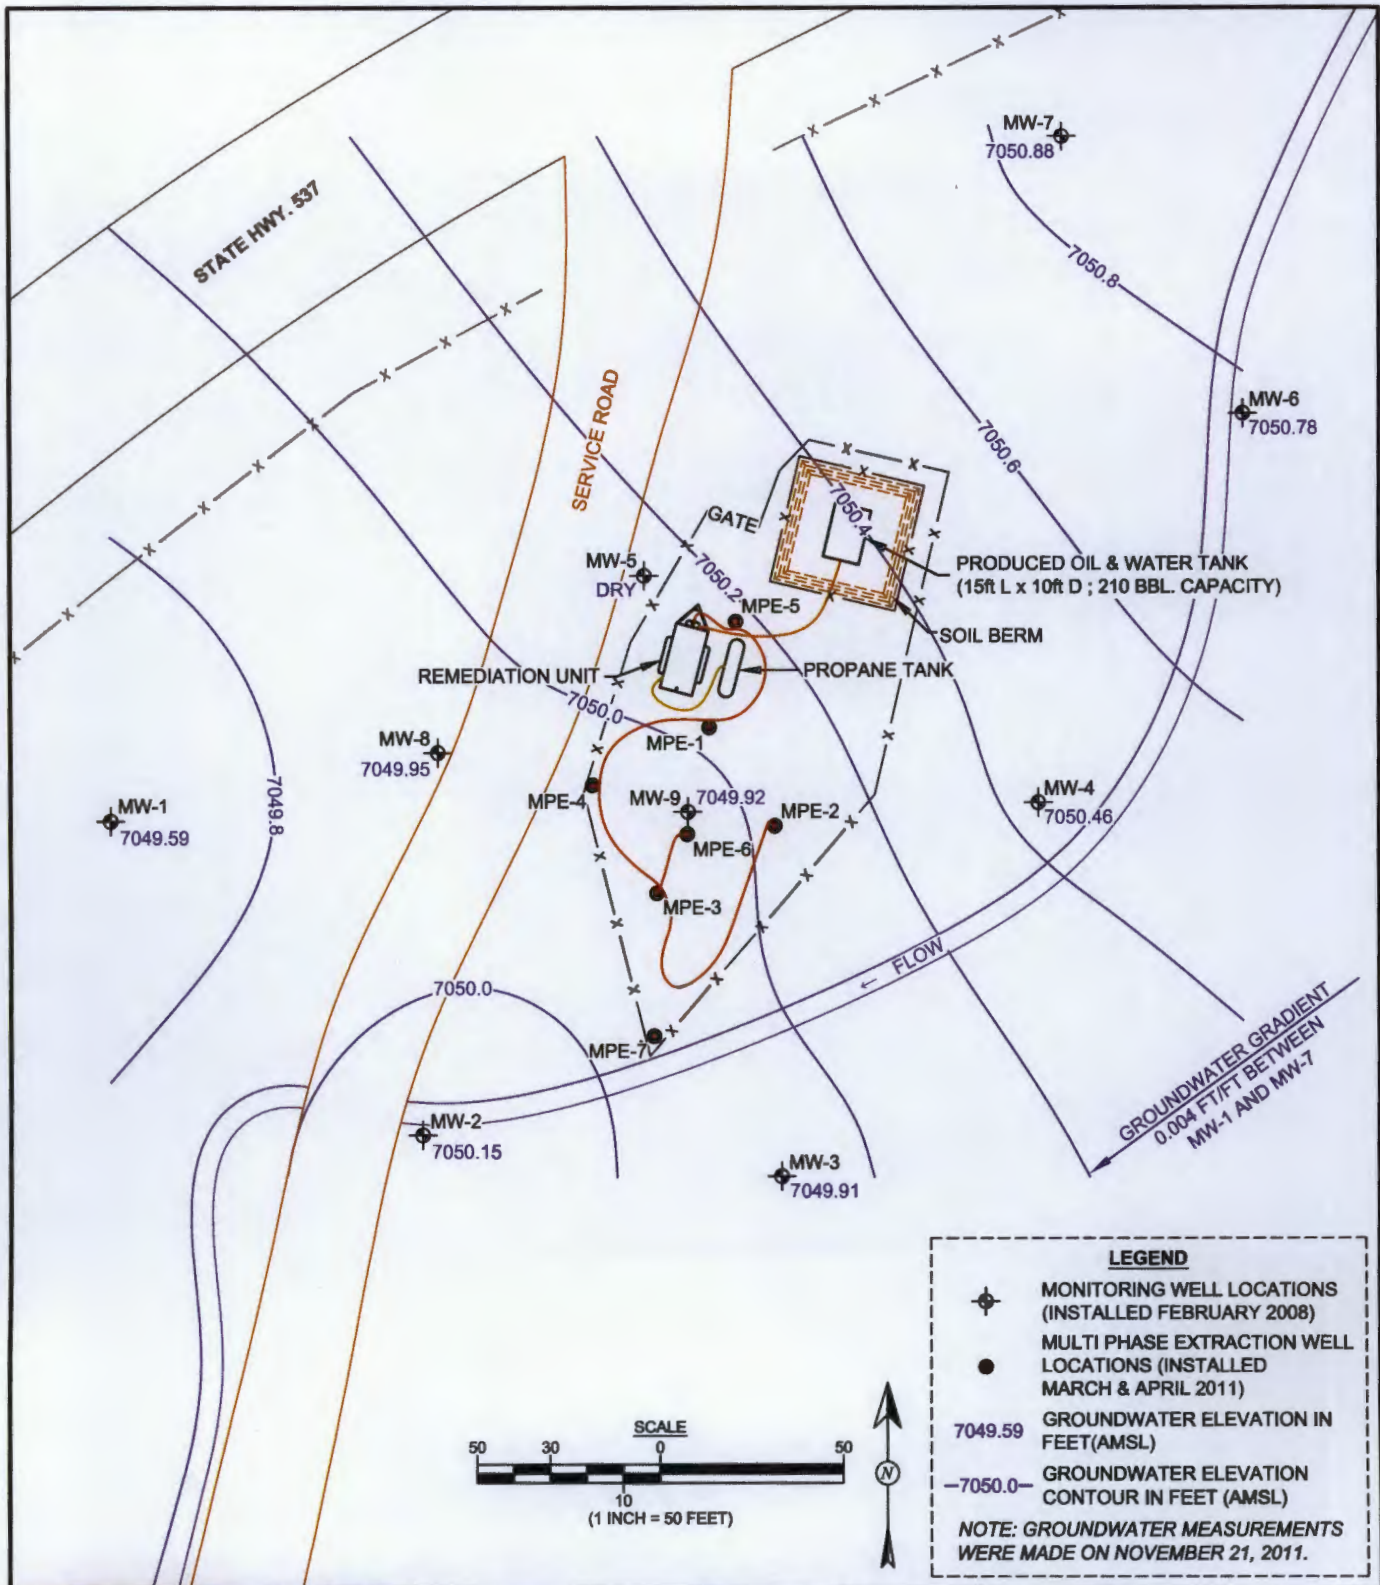 MW-7
7050.88
STATE HWY. 537
7050.8
MW-6
7050.78
SERVICE ROAD
7050.6
GATE
7050.4
PRODUCED OIL & WATER TANK
(15ft L x 10ft D ; 210 BBL. CAPACITY)
MW-5
DRY
7050.2
MPE-5
SOIL BERM
REMEDIATION UNIT
PROPANE TANK
7050.0
MPE-1
MW-8
7049.95
7049.8
MW-1
7049.59
MPE-4
MW-9
7049.92
MPE-2
MW-4
7050.46
MPE-6
MPE-3
← FLOW
7050.0
MPE-7
GROUNDWATER GRADIENT
0.004 FT/FT BETWEEN
MW-1 AND MW-7
MW-2
7050.15
MW-3
7049.91
LEGEND
MONITORING WELL LOCATIONS
(INSTALLED FEBRUARY 2008)
MULTI PHASE EXTRACTION WELL
LOCATIONS (INSTALLED
MARCH & APRIL 2011)
7049.59 GROUNDWATER ELEVATION IN
FEET(AMSL)
7050.0 GROUNDWATER ELEVATION
CONTOUR IN FEET (AMSL)
NOTE: GROUNDWATER MEASUREMENTS
WERE MADE ON NOVEMBER 21, 2011.
SCALE
50 30 0 50
10
(1 INCH = 50 FEET)
N